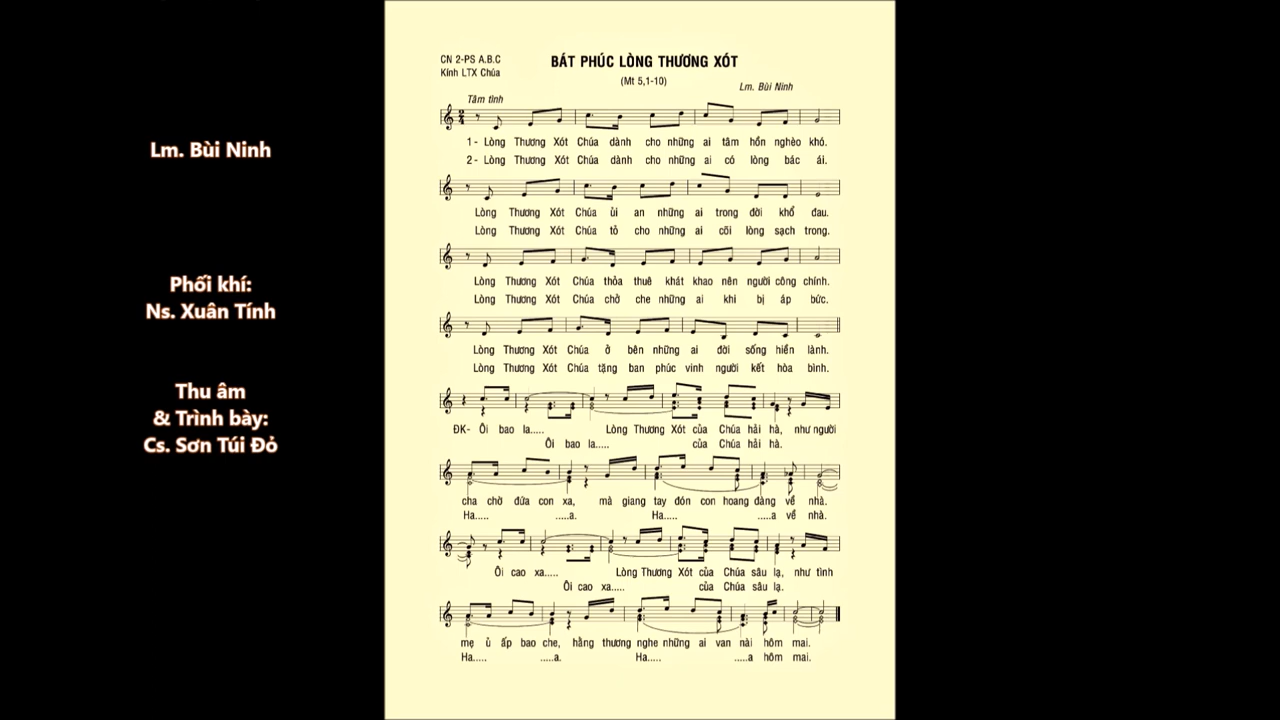 Lm. Bùi Ninh
Phối khí:
Ns. Xuân Tính
Thu âm
& Trình bày:
Cs. Sơn Túi Đỏ
CN 2-PS A.B.C
Kính LTX Chúa
BÁT PHÚC LÒNG THƯƠNG XÓT
(Mt 5,1-10)
Lm. Bùi Ninh
Tâm tình
1- Lòng Thương Xót Chúa dành cho những ai tâm hồn nghèo khó.
2- Lòng Thương Xót Chúa dành cho những ai có lòng bác ái.
Lòng Thương Xót Chúa ủi an những ai trong đời khổ đau.
Lòng Thương Xót Chúa tỏ cho những ai cõi lòng sạch trong.
Lòng Thương Xót Chúa thỏa thuê khát khao nên người công chính.
Lòng Thương Xót Chúa chở che những ai khi bị áp bức.
Lòng Thương Xót Chúa ở bên những ai đời sống hiền lành.
Lòng Thương Xót Chúa tặng ban phúc vinh người kết hòa bình.
ĐK- Ôi bao la..... Lòng Thương Xót của Chúa hải hà, như người
Ôi bao la..... của Chúa hải hà.
cha chờ đứa con xa, mà giang tay đón con hoang đàng về nhà.
Ha..... .....a. Ha..... .....a về nhà.
Ôi cao xa..... Lòng Thương Xót của Chúa sâu lạ, như tình
Ôi cao xa..... của Chúa sâu lạ.
mẹ ủ ấp bao che, hằng thương nghe những ai van nài hôm mai.
Ha..... .....a. Ha..... .....a hôm mai.